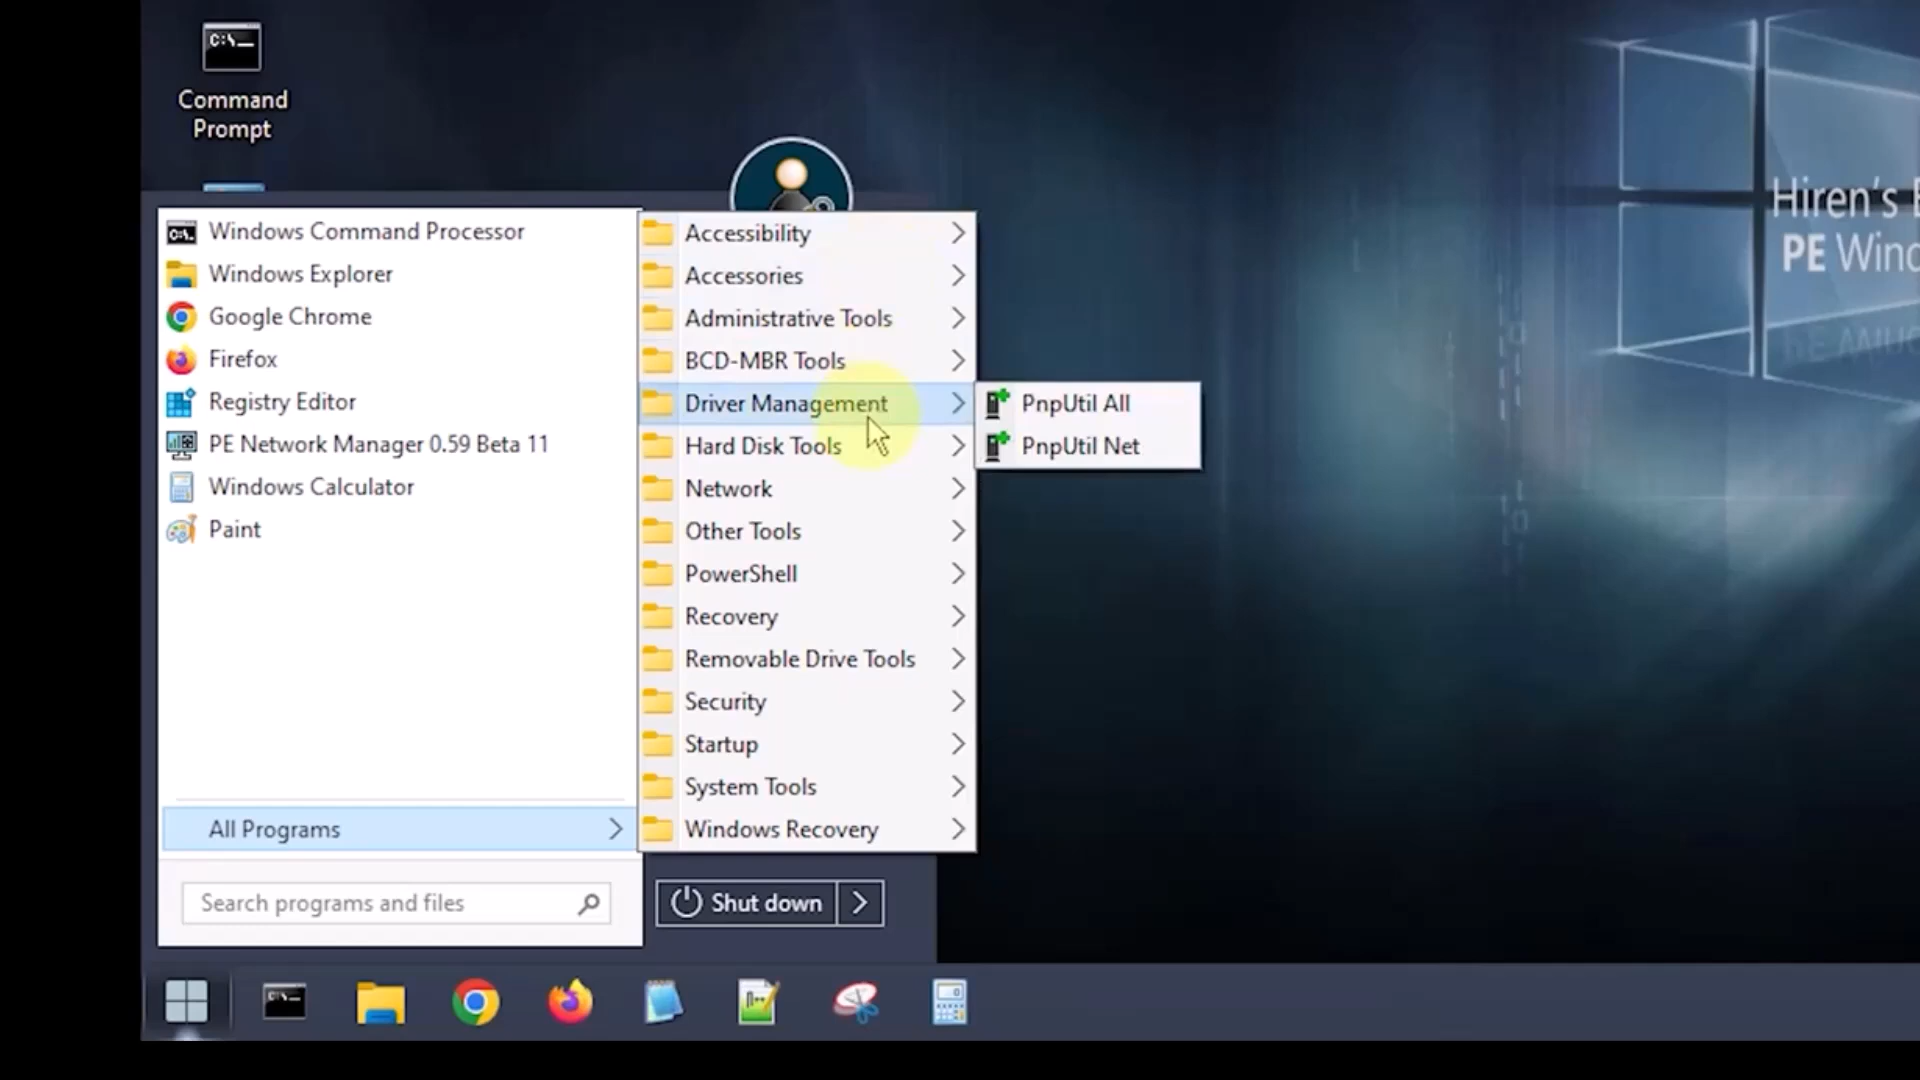 Command
Prompt
Windows Command Processor
Windows Explorer
Google Chrome
Firefox
Registry Editor
PE Network Manager 0.59 Beta 11
Windows Calculator
Paint
All Programs
Search programs and files
Accessibility
Accessories
Administrative Tools
BCD-MBR Tools
Driver Management
Hard Disk Tools
Network
Other Tools
PowerShell
Recovery
Removable Drive Tools
Security
Startup
System Tools
Windows Recovery
PnpUtil All
PnpUtil Net
Shut down
Hiren's
PE